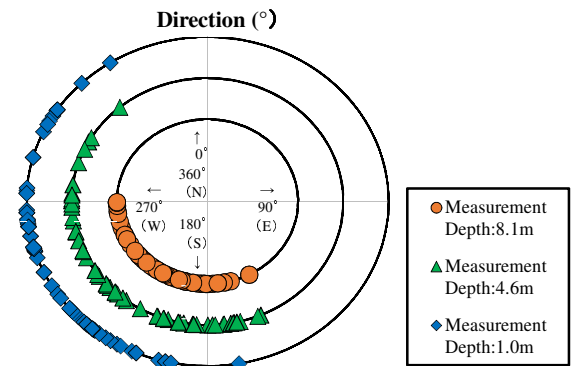 Direction (°)
↑
0°
360°
(N)
←
270°
(W)
→
90°
(E)
180°
(S)
↓
Measurement
Depth:8.1m
Measurement
Depth:4.6m
Measurement
Depth:1.0m